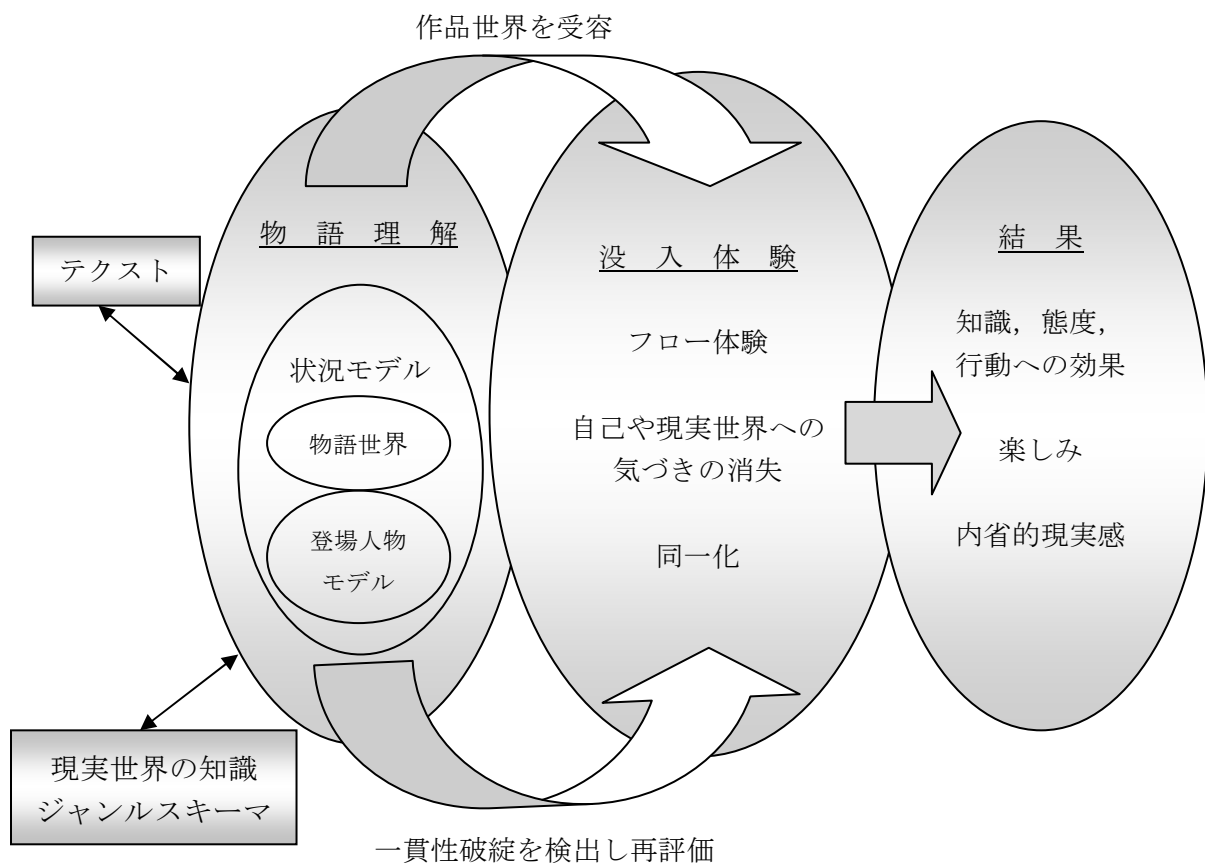 作品世界を受容
物 語 理 解
テクスト
状況モデル
物語世界
登場人物
モデル
現実世界の知識
ジャンルスキーマ
没 入 体 験
フロー体験
自己や現実世界への
気づきの消失
同一化
結 果
知識，態度，
行動への効果
楽しみ
内省的現実感
一貫性破綻を検出し再評価